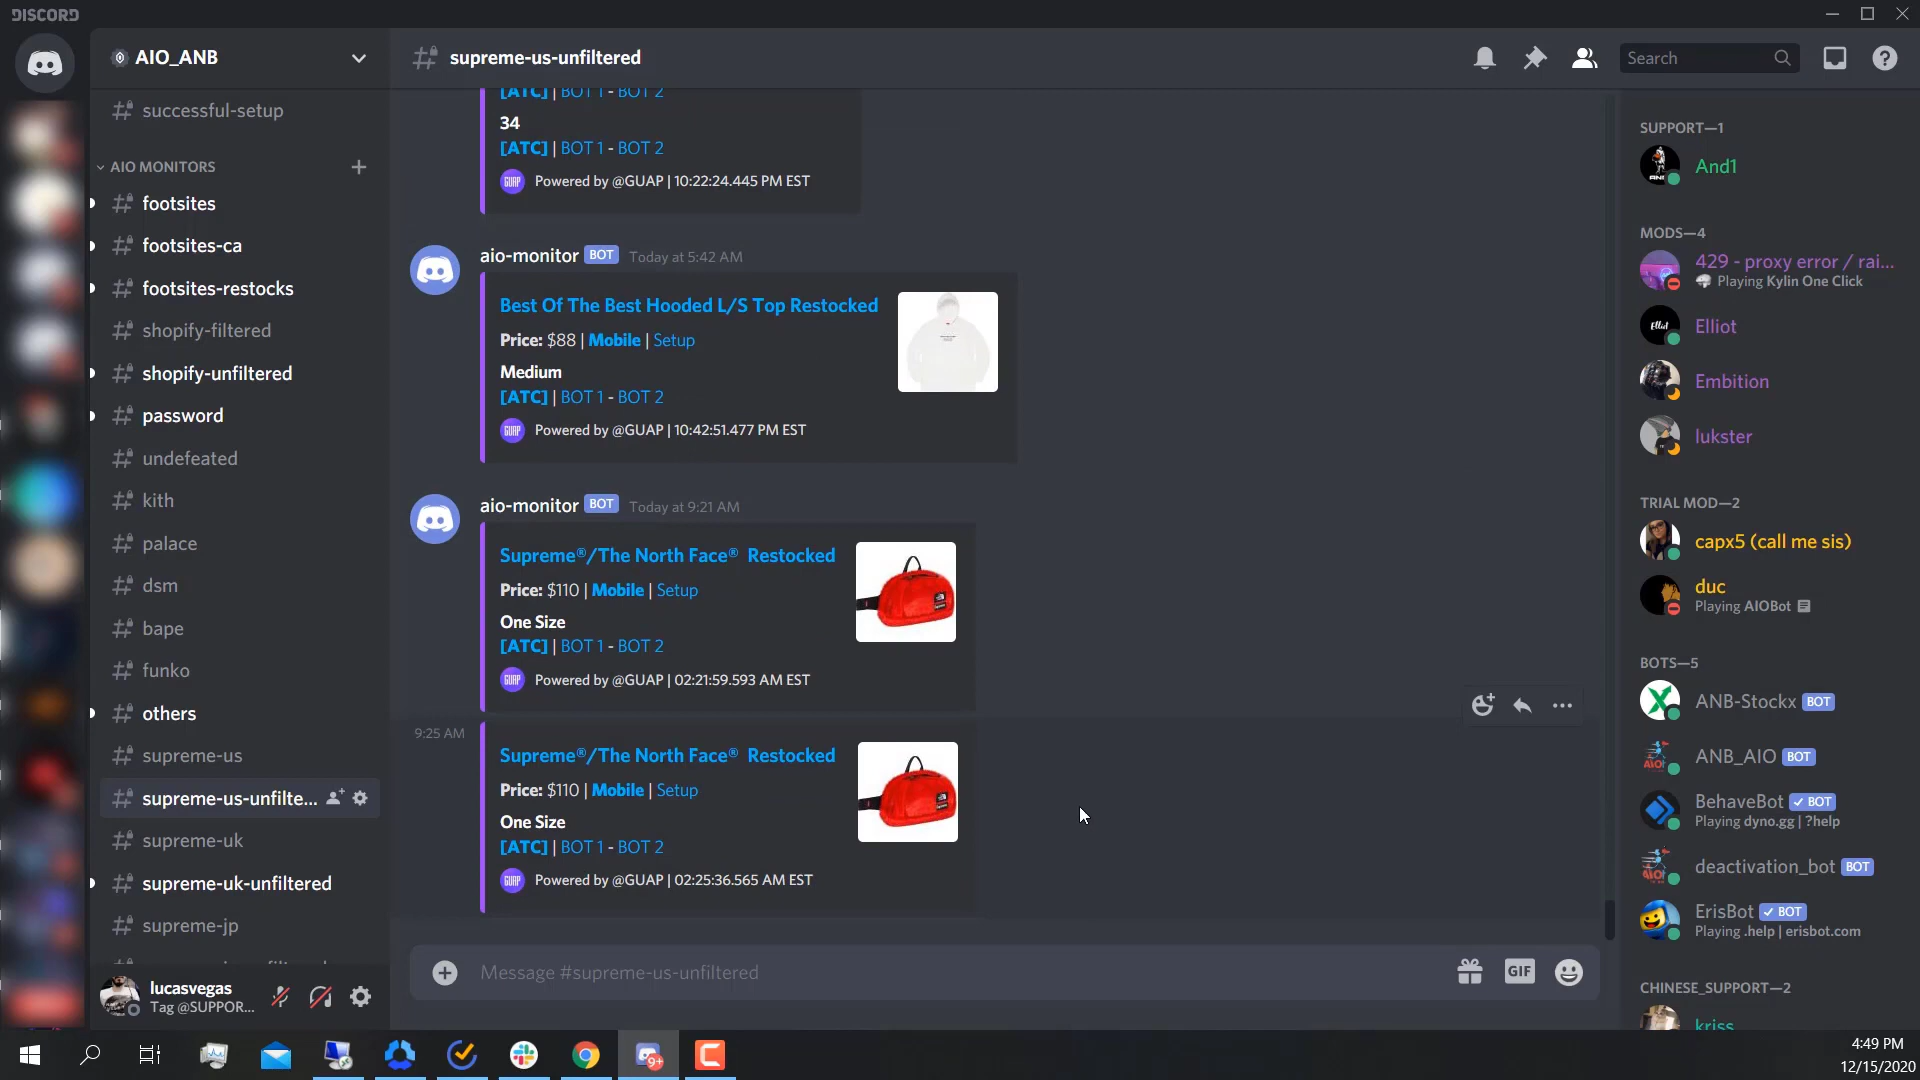 DISCORD
AIO_ANB
successful-setup
AIO MONITORS
footsites
footsites-ca
footsites-restocks
shopify-filtered
shopify-unfiltered
password
undefeated
kith
palace
dsm
bape
funko
others
supreme-us
supreme-us-unfilte...
supreme-uk
supreme-uk-unfiltered
supreme-jp
lucasvegas
Tag @SUPPOR...
supreme-us-unfiltered
Search
[ATC] | BOT 1 - BOT 2
34
[ATC] | BOT 1 - BOT 2
GUAP Powered by @GUAP | 10:22:24.445 PM EST
aio-monitor BOT Today at 5:42 AM
Best Of The Best Hooded L/S Top Restocked
Price: $88 | Mobile | Setup
Medium
[ATC] | BOT 1 - BOT 2
GUAP Powered by @GUAP | 10:42:51.477 PM EST
aio-monitor BOT Today at 9:21 AM
Supreme®/The North Face® Restocked
Price: $110 | Mobile | Setup
One Size
[ATC] | BOT 1 - BOT 2
GUAP Powered by @GUAP | 02:21:59.593 AM EST
9:25 AM
Supreme®/The North Face® Restocked
Price: $110 | Mobile | Setup
One Size
[ATC] | BOT 1 - BOT 2
GUAP Powered by @GUAP | 02:25:36.565 AM EST
Message #supreme-us-unfiltered
GIF
SUPPORT—1
And1
MODS—4
429 - proxy error / rai...
Playing Kylin One Click
Elliot
Embition
lukster
TRIAL MOD—2
capx5 (call me sis)
duc
Playing AIOBot
BOTS—5
ANB-Stockx BOT
ANB_AIO BOT
BehaveBot ✓ BOT
Playing dyno.gg | ?help
deactivation_bot BOT
ErisBot ✓ BOT
Playing .help | erisbot.com
CHINESE_SUPPORT—2
kriss
9+
4:49 PM
12/15/2020